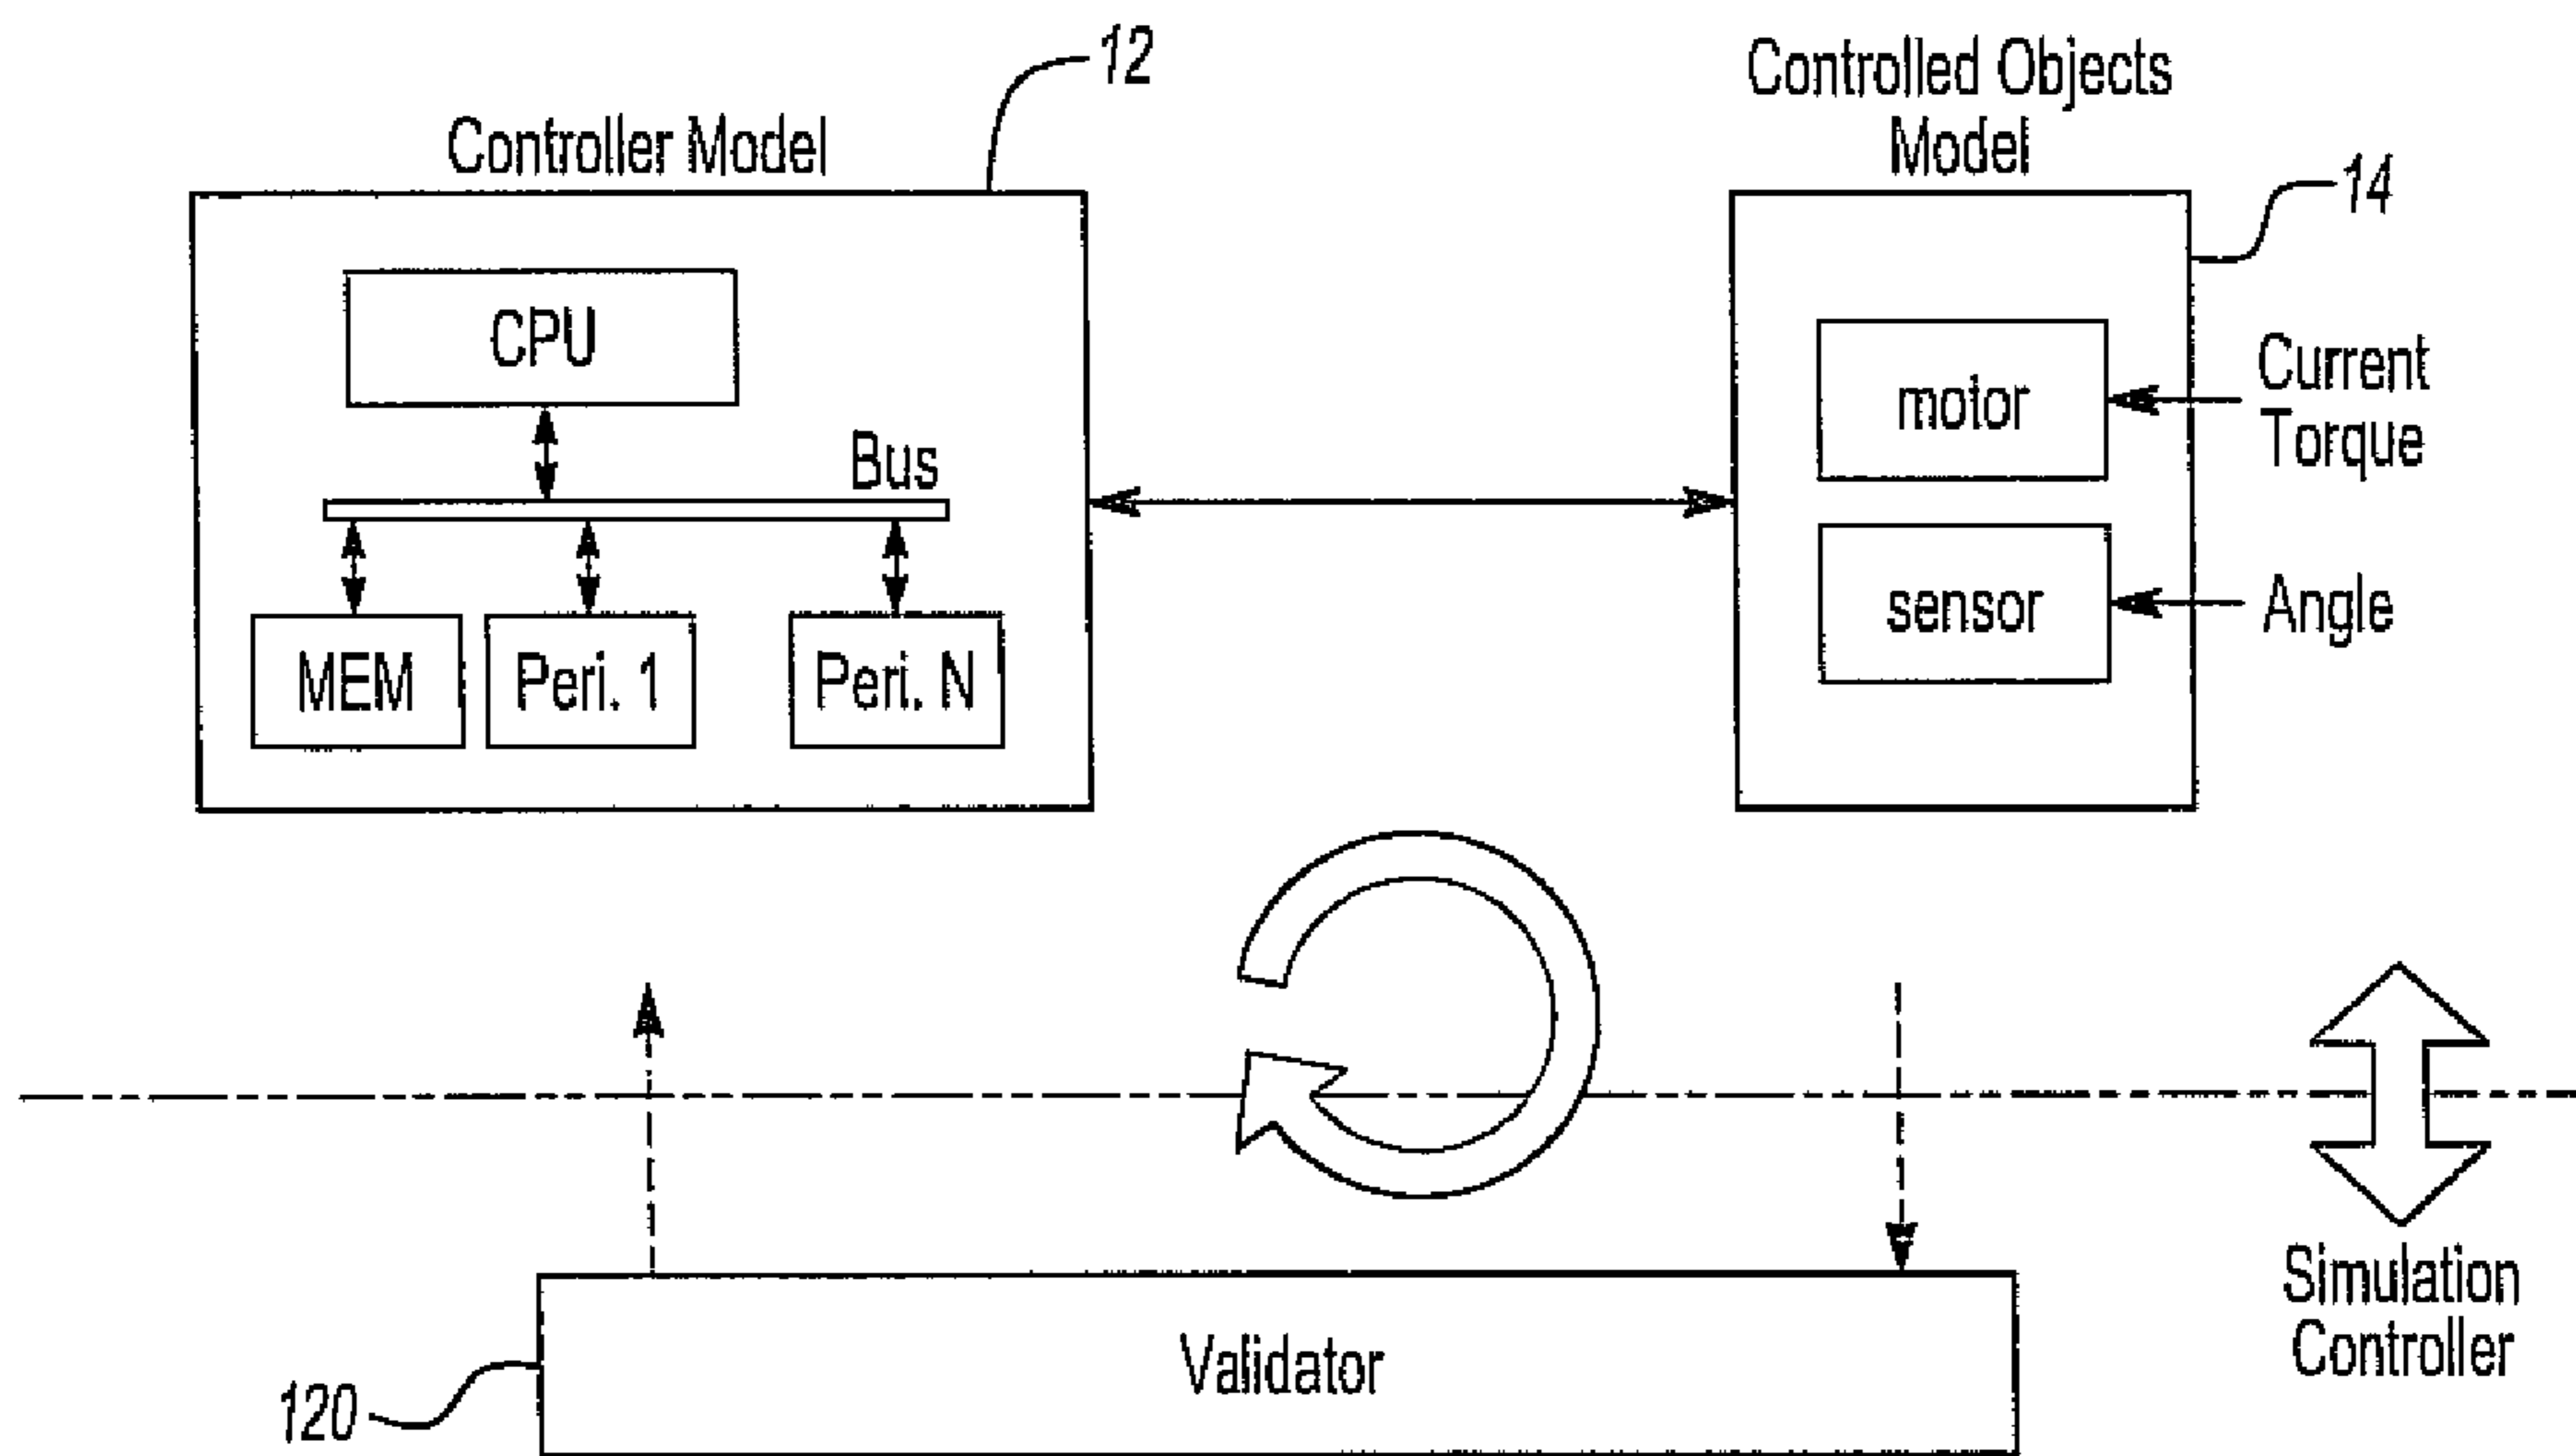 12
Controller Model
CPU
Bus
MEM
Peri. 1
Peri. N
Controlled Objects
Model
14
motor
Current
Torque
sensor
Angle
Simulation
Controller
Validator
120